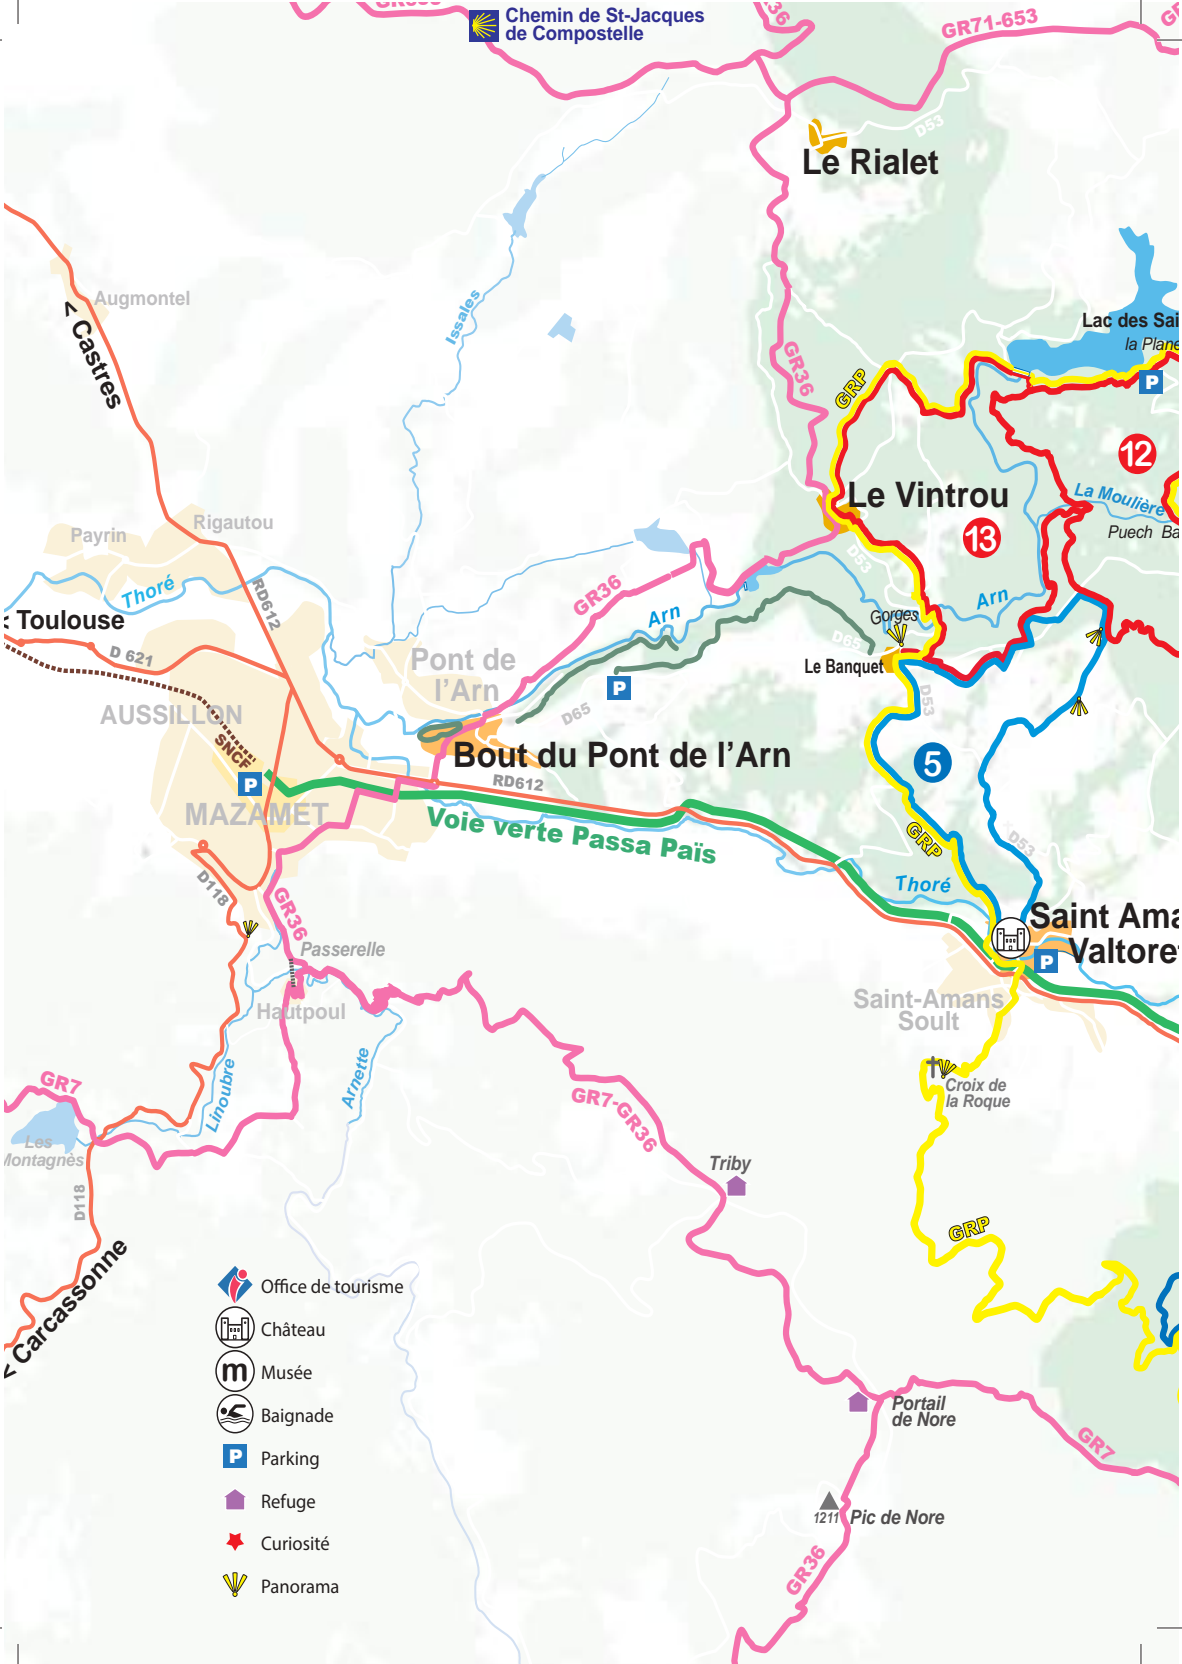 Chemin de St-Jacques
de Compostelle
GR71-653
D53
Le Rialet
Augmontel
< Castres
Issales
Lac des Sai
la Plane
P
GR36
GRP
12
Le Vintrou
La Moulière
13
Puech Ba
Payrin
Rigautou
D53
Thoré
RD612
GR36
Arn
Arn
Gorges
< Toulouse
D 621
D65
Le Banquet
Pont de
l'Arn
P
D65
D53
AUSSILLON
SNCF
Bout du Pont de l'Arn
5
P
RD612
MAZAMET
Voie verte Passa Païs
GRP
D53
D118
Thoré
GR36
Saint Ama
Valtoret
Passerelle
P
Hautpoul
Saint-Amans
Soult
Linoubre
Arnette
GR7
Croix de
la Roque
GR7-GR36
Les
Montagnès
Triby
D118
GRP
< Carcassonne
Office de tourisme
Château
m Musée
Baignade
P Parking
Refuge
Curiosité
Panorama
Portail
de Nore
GR7
1211
Pic de Nore
GR36